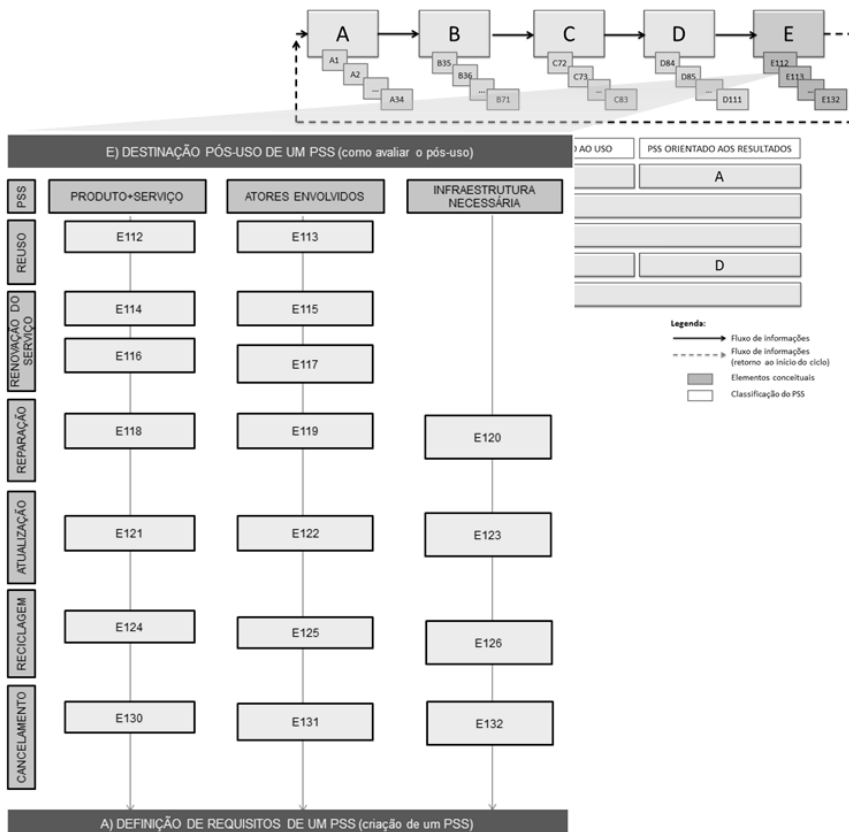 A
B
C
D
E
A1
A2
...
A34
B35
B36
...
B71
C72
C73
...
C83
D84
D85
...
D111
E112
E113
...
E132
E) DESTINAÇÃO PÓS-USO DE UM PSS (como avaliar o pós-uso)
O AO USO
PSS ORIENTADO AOS RESULTADOS
A
D
PSS
PRODUTO+SERVIÇO
ATORES ENVOLVIDOS
INFRAESTRUTURA
NECESSÁRIA
REUSO
E112
E113
RENOVAÇÃO DO
SERVIÇO
E114
E115
E116
E117
REPARAÇÃO
E118
E119
E120
ATUALIZAÇÃO
E121
E122
E123
RECICLAGEM
E124
E125
E126
CANCELAMENTO
E130
E131
E132
Legenda:
Fluxo de informações
Fluxo de informações
(retorno ao início do ciclo)
Elementos conceituais
Classificação do PSS
A) DEFINIÇÃO DE REQUISITOS DE UM PSS (criação de um PSS)